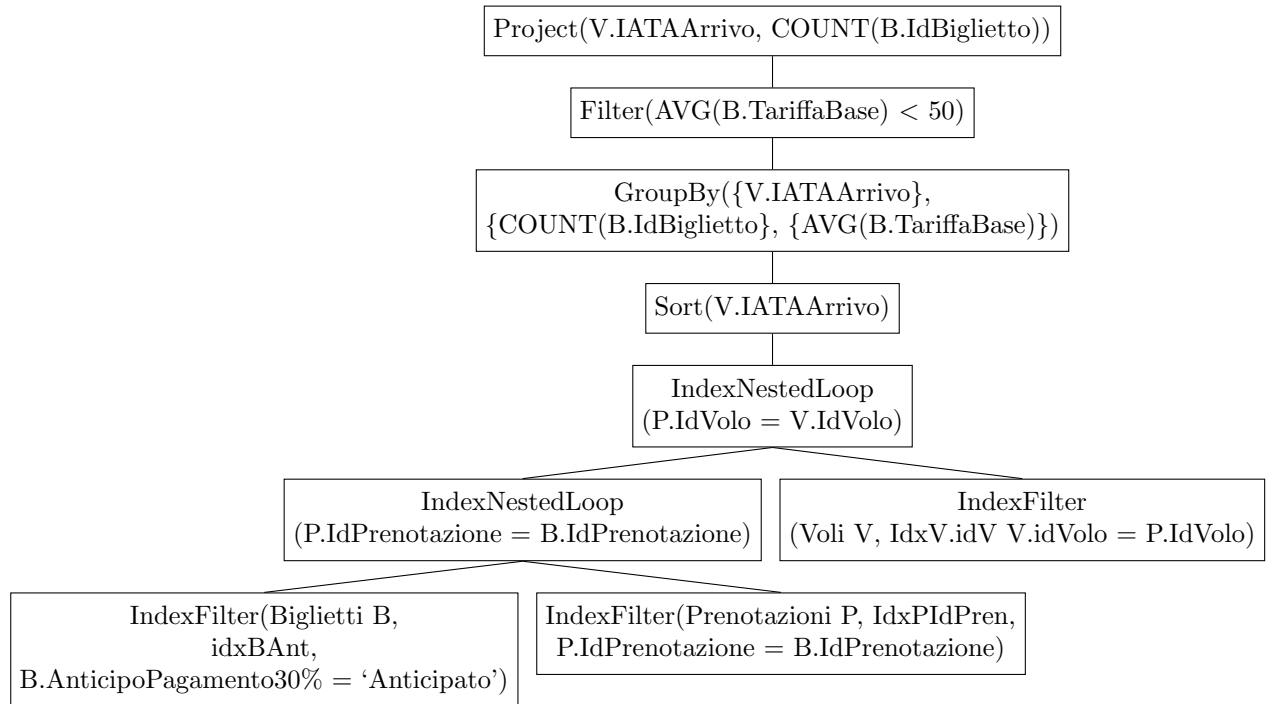 Project(V.IATAArrivo, COUNT(B.IdBiglietto))
Filter(AVG(B.TariffaBase) < 50)
GroupBy({V.IATAArrivo},
{COUNT(B.IdBiglietto}, {AVG(B.TariffaBase)})
Sort(V.IATAArrivo)
IndexNestedLoop
(P.IdVolo = V.IdVolo)
IndexNestedLoop
(P.IdPrenotazione = B.IdPrenotazione)
IndexFilter
(Voli V, IdxV.idV V.idVolo = P.IdVolo)
IndexFilter(Biglietti B,
idxBAnt,
B.AnticipoPagamento30% = ‘Anticipato’)
IndexFilter(Prenotazioni P, IdxPIdPren,
P.IdPrenotazione = B.IdPrenotazione)